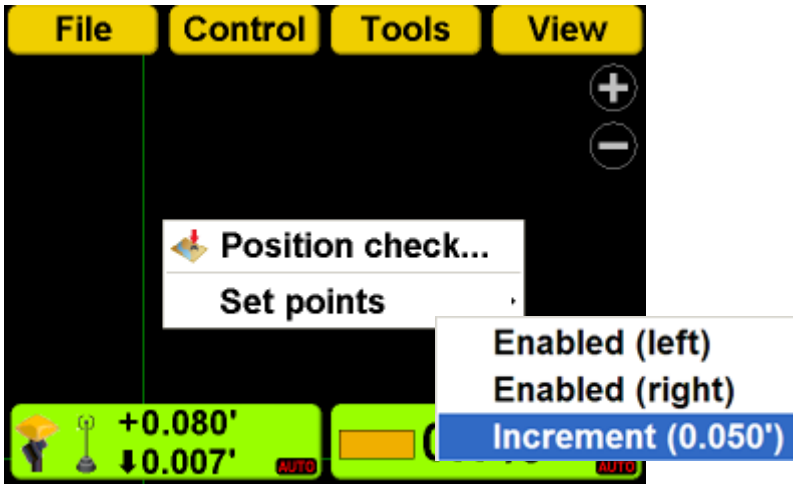 File Control Tools View
Position check...
Set points
Enabled (left)
Enabled (right)
Increment (0.050')
+0.080'
0.007' AUTO
AUTO